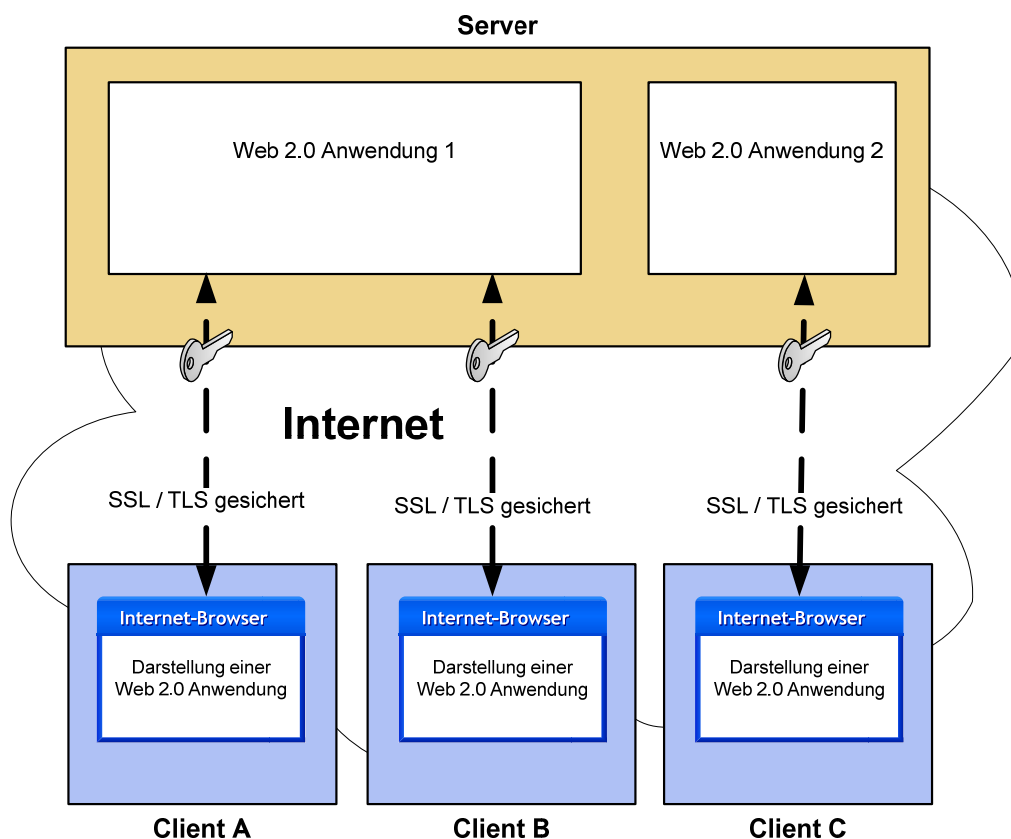 Server
Web 2.0 Anwendung 1
Web 2.0 Anwendung 2
Internet
SSL / TLS gesichert
SSL / TLS gesichert
SSL / TLS gesichert
Internet-Browser
Darstellung einer
Web 2.0 Anwendung
Internet-Browser
Darstellung einer
Web 2.0 Anwendung
Internet-Browser
Darstellung einer
Web 2.0 Anwendung
Client A
Client B
Client C